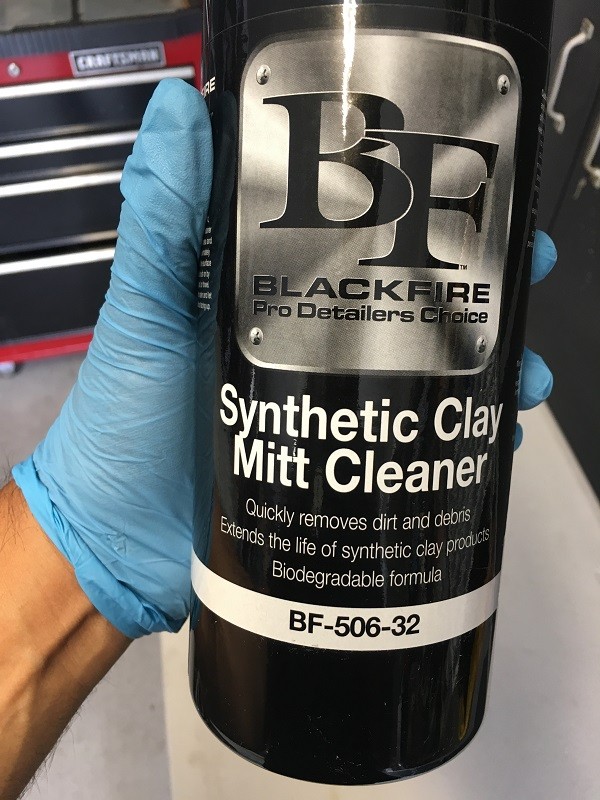 CRAFTSMAN
BF
™
BLACKFIRE
Pro Detailers Choice
Synthetic Clay
Mitt Cleaner
Quickly removes dirt and debris
Extends the life of synthetic clay products
Biodegradable formula
BF-506-32